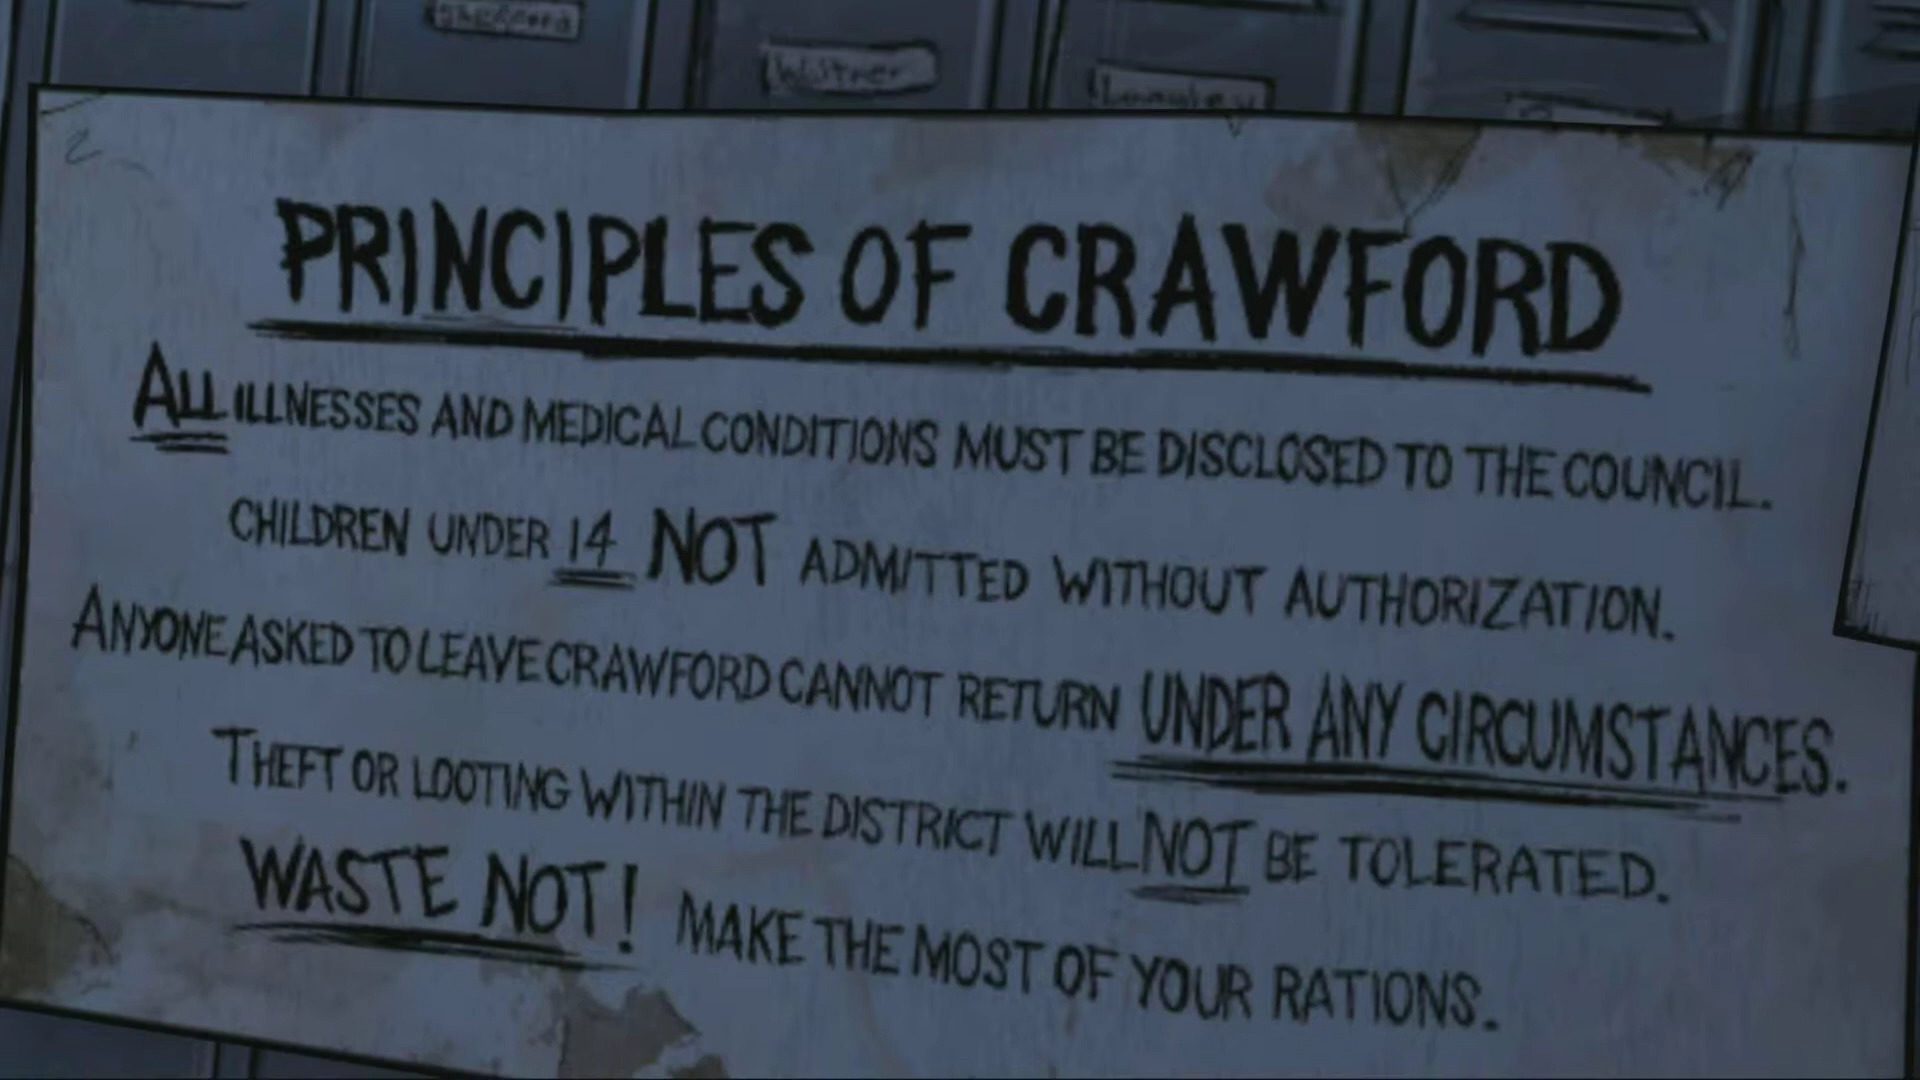 PRINCIPLES OF CRAWFORD
ALL ILLNESSES AND MEDICAL CONDITIONS MUST BE DISCLOSED TO THE COUNCIL.
CHILDREN UNDER 14 NOT ADMITTED WITHOUT AUTHORIZATION.
ANYONE ASKED TO LEAVE CRAWFORD CANNOT RETURN UNDER ANY CIRCUMSTANCES.
THEFT OR LOOTING WITHIN THE DISTRICT WILL NOT BE TOLERATED.
WASTE NOT! MAKE THE MOST OF YOUR RATIONS.